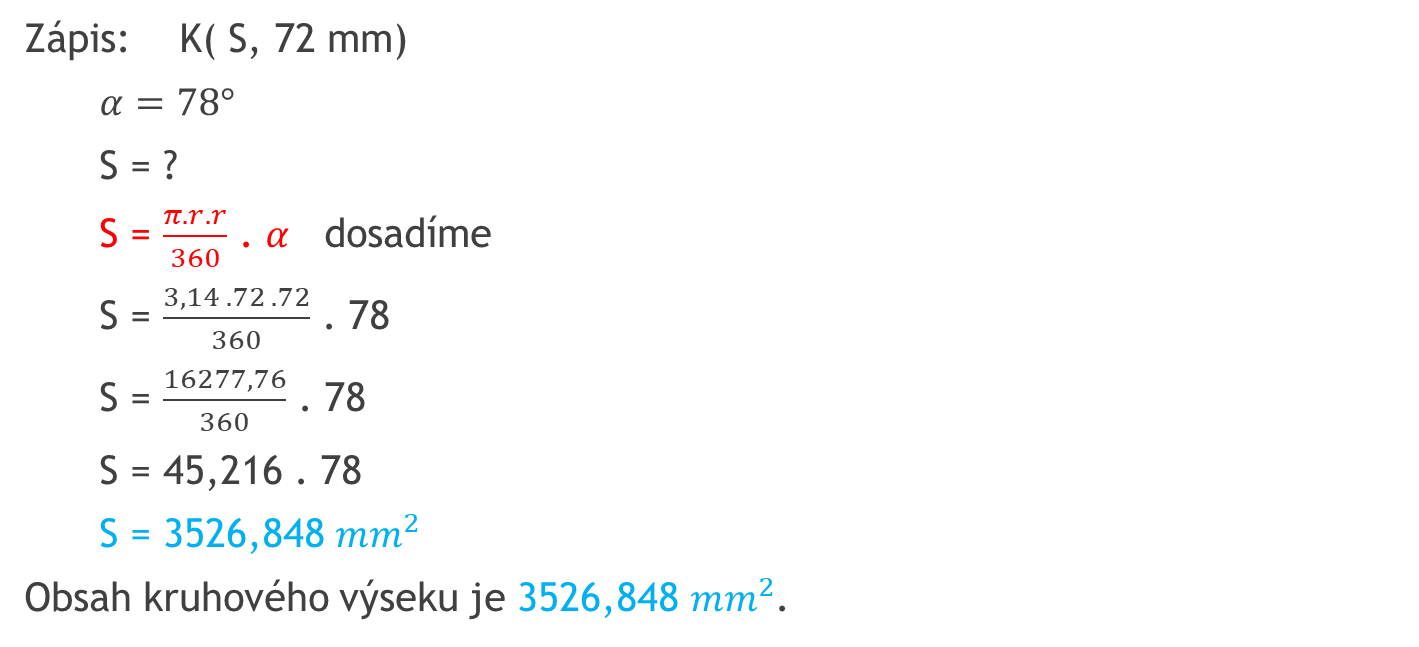 Zápis: K( S, 72 mm)
α = 78°
S = ?
S = π.r.r/360 . α dosadíme
S = 3,14 .72 .72/360 . 78
S = 16277,76/360 . 78
S = 45,216 . 78
S = 3526,848 mm²
Obsah kruhového výseku je 3526,848 mm².